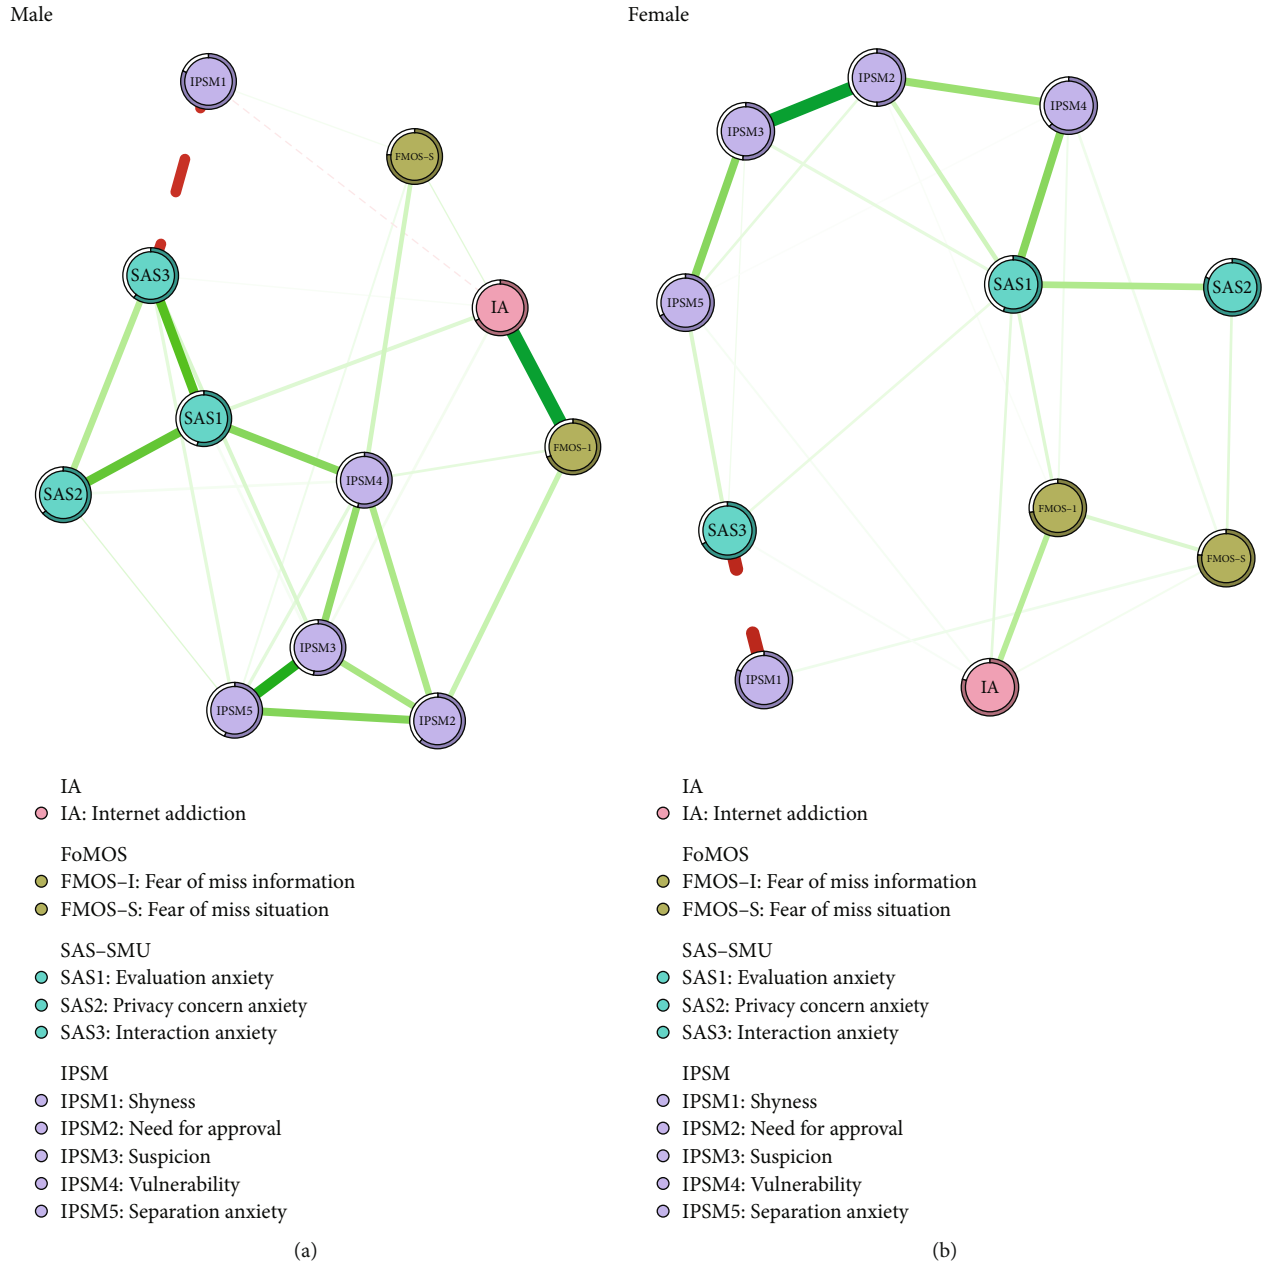 Male
Female
IPSM1
FMOS–S
SAS3
IA
SAS1
FMOS–1
SAS2
IPSM4
IPSM3
IPSM5
IPSM2
IPSM2
IPSM4
IPSM3
SAS1
SAS2
IPSM5
FMOS–1
SAS3
FMOS–S
IPSM1
IA
IA
IA: Internet addiction
FoMOS
FMOS–I: Fear of miss information
FMOS–S: Fear of miss situation
SAS–SMU
SAS1: Evaluation anxiety
SAS2: Privacy concern anxiety
SAS3: Interaction anxiety
IPSM
IPSM1: Shyness
IPSM2: Need for approval
IPSM3: Suspicion
IPSM4: Vulnerability
IPSM5: Separation anxiety
(a)
IA
IA: Internet addiction
FoMOS
FMOS–I: Fear of miss information
FMOS–S: Fear of miss situation
SAS–SMU
SAS1: Evaluation anxiety
SAS2: Privacy concern anxiety
SAS3: Interaction anxiety
IPSM
IPSM1: Shyness
IPSM2: Need for approval
IPSM3: Suspicion
IPSM4: Vulnerability
IPSM5: Separation anxiety
(b)